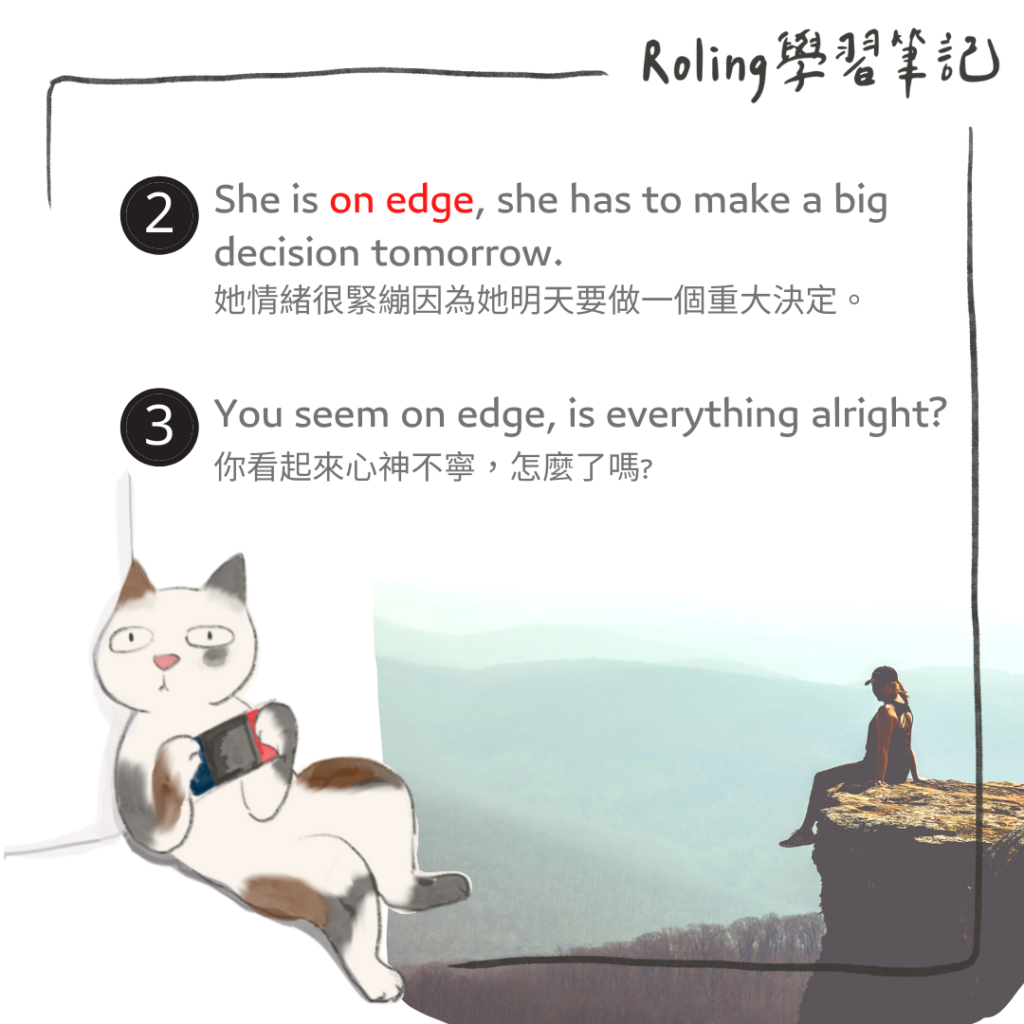 Roling學習筆記
2
She is on edge, she has to make a big
decision tomorrow.
她情緒很緊繃因為她明天要做一個重大決定。
3
You seem on edge, is everything alright?
你看起來心神不寧，怎麼了嗎?